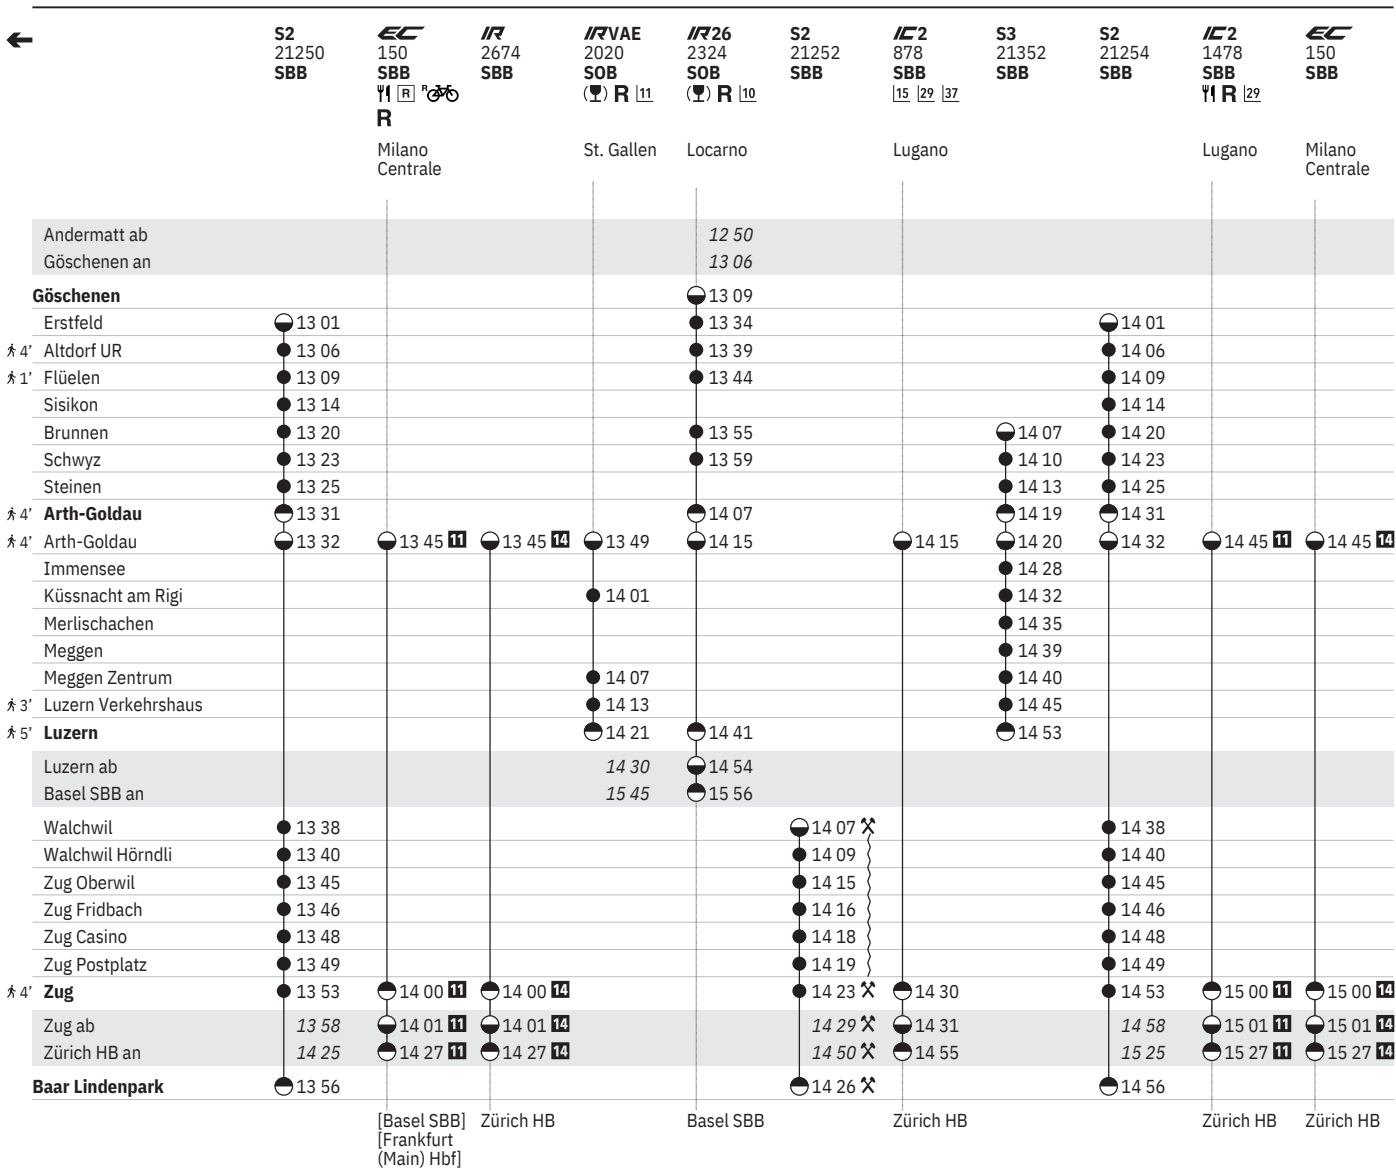 S2 EC IR IRVAE IR26 S2 IC2 S3 S2 IC2 EC
21250 150 2674 2020 2324 21252 878 21352 21254 1478 150
SBB SBB SBB SOB SOB SBB SBB SBB SBB SBB SBB
R R R 11 R 10 15 29 37 R 29
R
Milano St. Gallen Locarno Lugano Lugano Milano
Centrale Centrale
Andermatt ab 12 50
Göschenen an 13 06
Göschenen 13 09
Erstfeld 13 01 13 34 14 01
4' Altdorf UR 13 06 13 39 14 06
1' Flüelen 13 09 13 44 14 09
Sisikon 13 14 14 14
Brunnen 13 20 13 55 14 07 14 20
Schwyz 13 23 13 59 14 10 14 23
Steinen 13 25 14 13 14 25
4' Arth-Goldau 13 31 14 07 14 19 14 31
4' Arth-Goldau 13 32 13 45 11 13 45 14 13 49 14 15 14 15 14 20 14 32 14 45 11 14 45 14
Immensee 14 28
Küssnacht am Rigi 14 01 14 32
Merlischachen 14 35
Meggen 14 39
Meggen Zentrum 14 07 14 40
3' Luzern Verkehrshaus 14 13 14 45
5' Luzern 14 21 14 41 14 53
Luzern ab 14 30 14 54
Basel SBB an 15 45 15 56
Walchwil 13 38 14 07 14 38
Walchwil Hörndli 13 40 14 09 14 40
Zug Oberwil 13 45 14 15 14 45
Zug Fridbach 13 46 14 16 14 46
Zug Casino 13 48 14 18 14 48
Zug Postplatz 13 49 14 19 14 49
4' Zug 13 53 14 00 11 14 00 14 14 23 14 30 14 53 15 00 11 15 00 14
Zug ab 13 58 14 01 11 14 01 14 14 29 14 31 14 58 15 01 11 15 01 14
Zürich HB an 14 25 14 27 11 14 27 14 14 50 14 55 15 25 15 27 11 15 27 14
Baar Lindenpark 13 56 14 26 14 56
[Basel SBB] Zürich HB Basel SBB Zürich HB Zürich HB Zürich HB
[Frankfurt
(Main) Hbf]